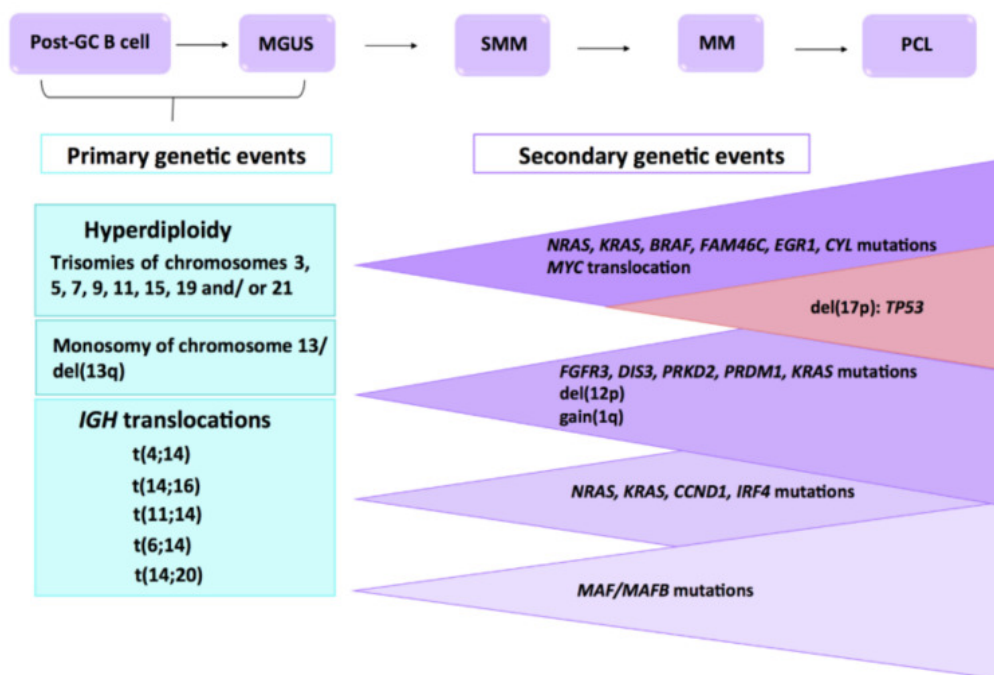 Post-GC B cell
MGUS
SMM
MM
PCL
Primary genetic events
Secondary genetic events
Hyperdiploidy
Trisomies of chromosomes 3,
5, 7, 9, 11, 15, 19 and/ or 21
Monosomy of chromosome 13/
del(13q)
IGH translocations
t(4;14)
t(14;16)
t(11;14)
t(6;14)
t(14;20)
NRAS, KRAS, BRAF, FAM46C, EGR1, CYL mutations
MYC translocation
del(17p): TP53
FGFR3, DIS3, PRKD2, PRDM1, KRAS mutations
del(12p)
gain(1q)
NRAS, KRAS, CCND1, IRF4 mutations
MAF/MAFB mutations